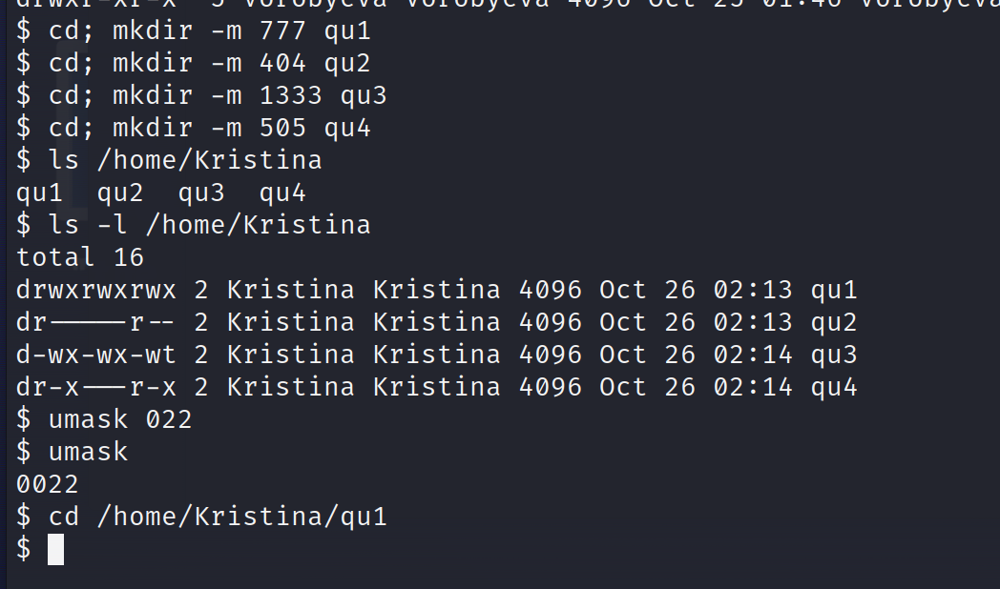 drwxr-xr-x 5 vorobyeva vorobyeva 4096 Oct 25 01:46 vorobyeva
$ cd; mkdir -m 777 qu1
$ cd; mkdir -m 404 qu2
$ cd; mkdir -m 1333 qu3
$ cd; mkdir -m 505 qu4
$ ls /home/Kristina
qu1  qu2  qu3  qu4
$ ls -l /home/Kristina
total 16
drwxrwxrwx 2 Kristina Kristina 4096 Oct 26 02:13 qu1
dr-----r-- 2 Kristina Kristina 4096 Oct 26 02:13 qu2
d-wx-wx-wt 2 Kristina Kristina 4096 Oct 26 02:14 qu3
dr-x---r-x 2 Kristina Kristina 4096 Oct 26 02:14 qu4
$ umask 022
$ umask
0022
$ cd /home/Kristina/qu1
$